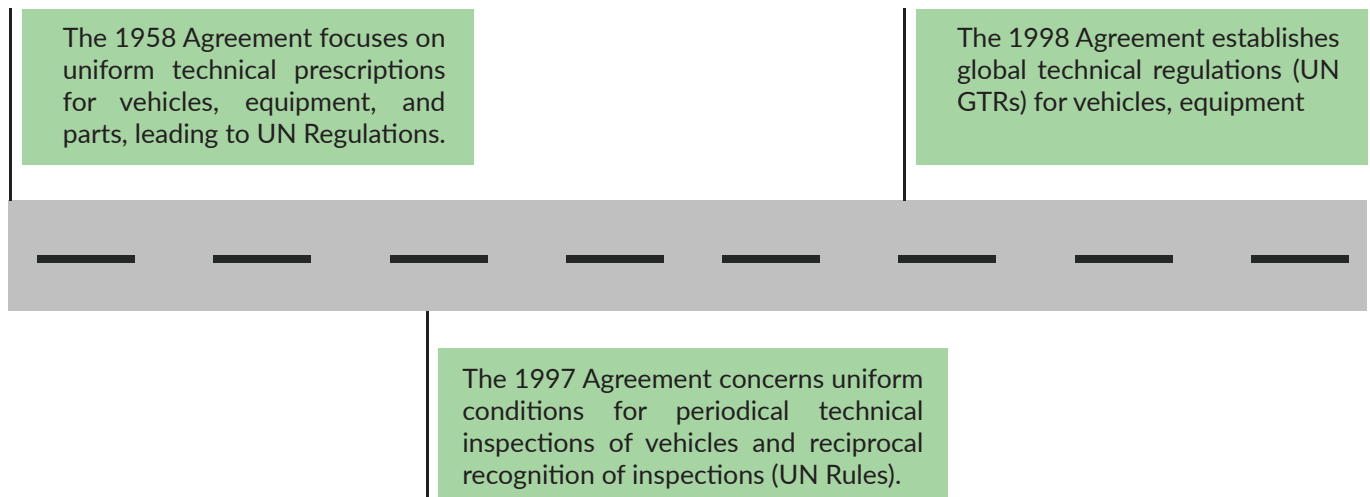 The 1958 Agreement focuses on
uniform technical prescriptions
for vehicles, equipment, and
parts, leading to UN Regulations.
The 1997 Agreement concerns uniform
conditions for periodical technical
inspections of vehicles and reciprocal
recognition of inspections (UN Rules).
The 1998 Agreement establishes
global technical regulations (UN
GTRs) for vehicles, equipment